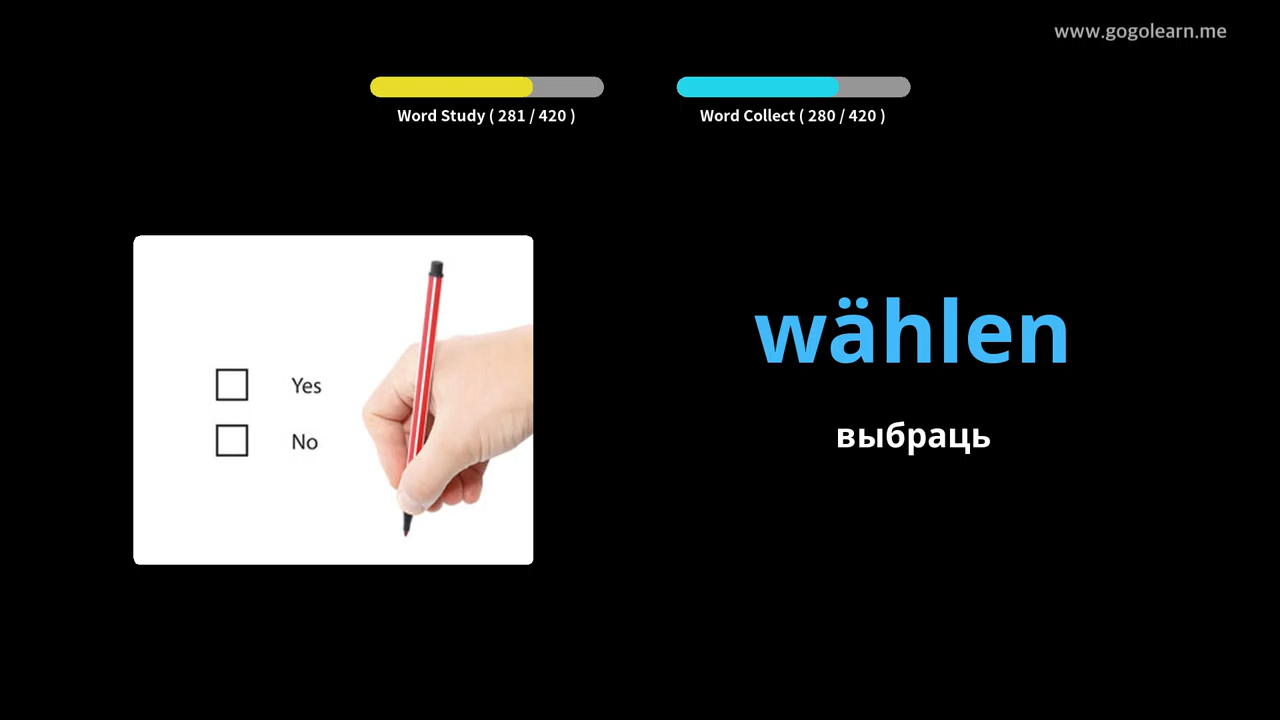 www.gogolearn.me
Word Study ( 281 / 420 )
Word Collect ( 280 / 420 )
Yes
No
wählen
выбраць